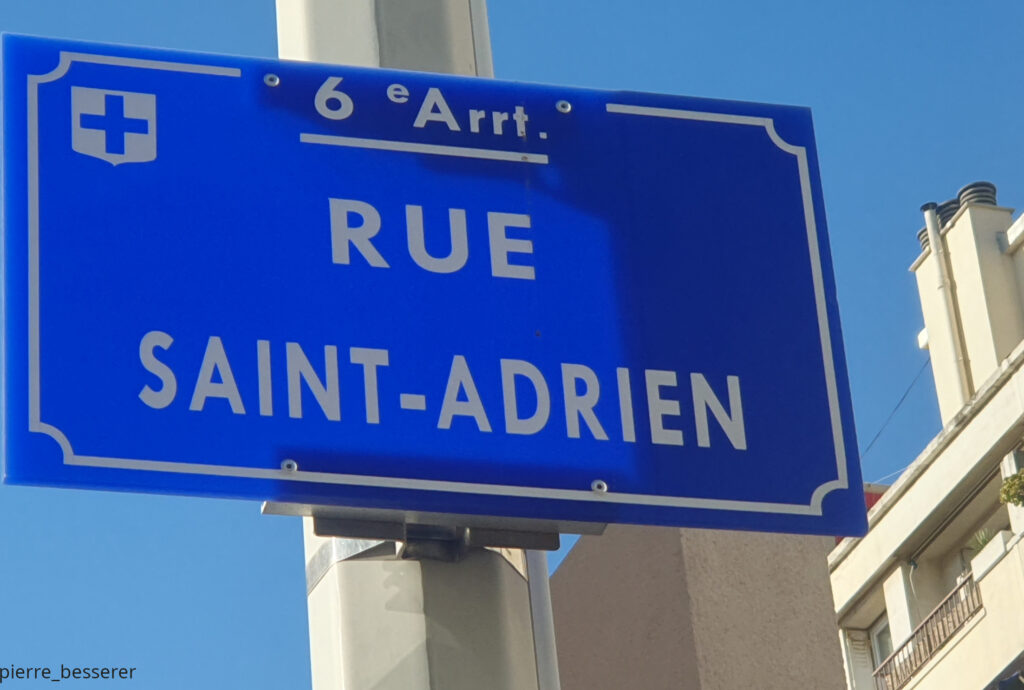 6 e Arrt.
RUE
SAINT-ADRIEN
pierre_besserer